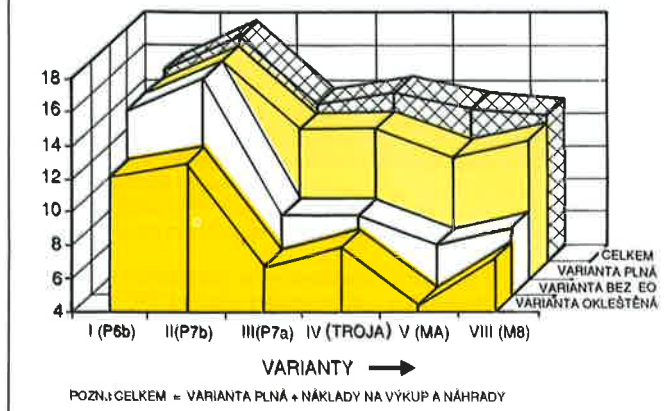 18
16
14
12
10
8
6
4
CELKEM
VARIANTA PLNÁ
VARIANTA BEZ EO
VARIANTA OKLEŠTĚNÁ
I (P6b) II(P7b) III(P7a) IV (TROJA) V (MA) VIII (M8)
VARIANTY
POZN.: CELKEM = VARIANTA PLNÁ + NÁKLADY NA VÝKUP A NÁHRADY